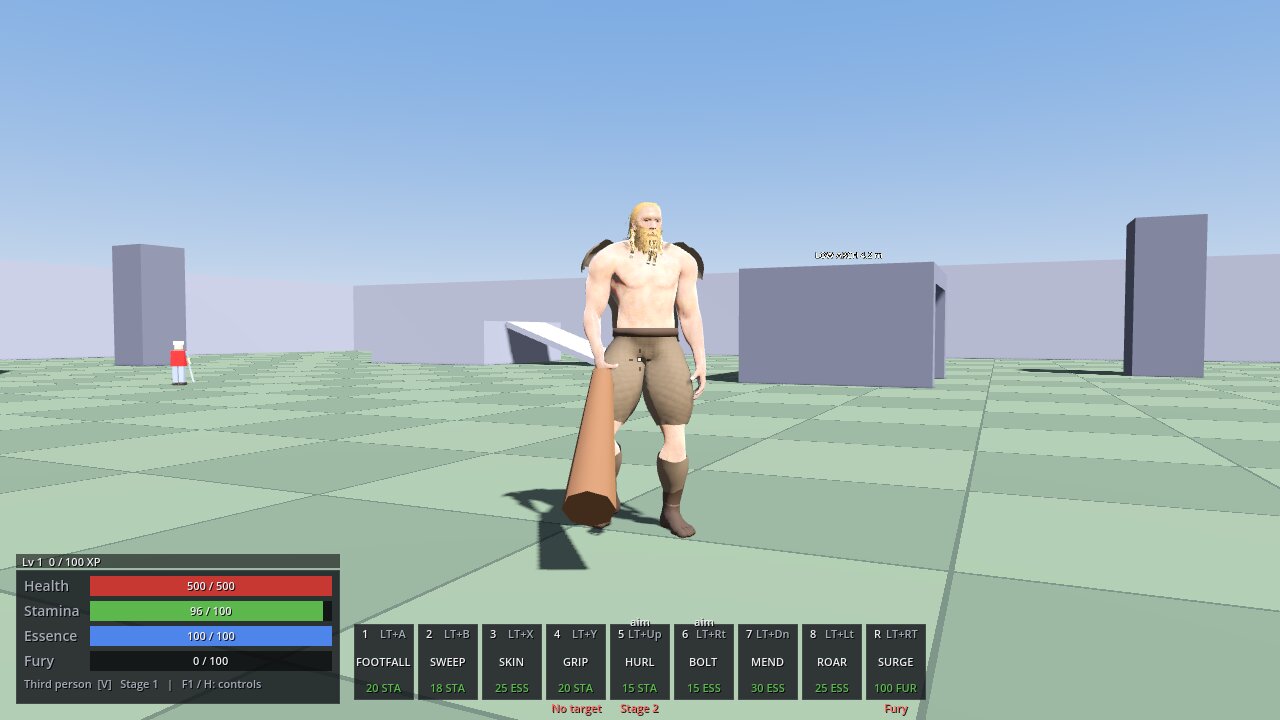 Lv 1 0 / 100 XP
Health 500 / 500
Stamina 96 / 100
Essence 100 / 100
Fury 0 / 100
Third person [V] Stage 1 | F1 / H: controls
aim aim
1 LT+A 2 LT+B 3 LT+X 4 LT+Y 5 LT+Up 6 LT+Rt 7 LT+Dn 8 LT+Lt R LT+RT
FOOTFALL SWEEP SKIN GRIP HURL BOLT MEND ROAR SURGE
20 STA 18 STA 25 ESS 20 STA 15 STA 15 ESS 30 ESS 25 ESS 100 FUR
No target Stage 2 Fury